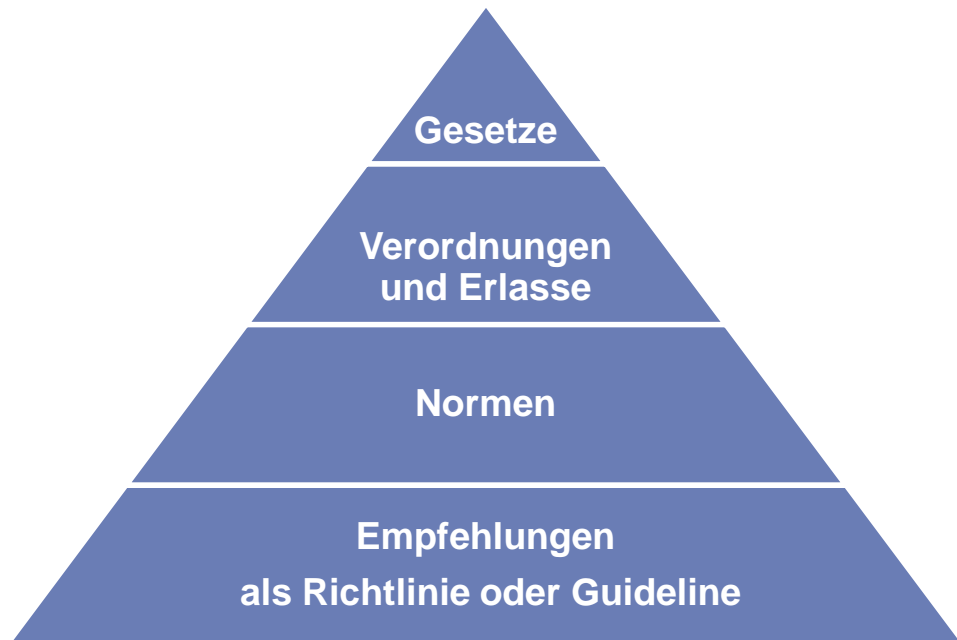 Gesetze
Verordnungen
und Erlasse
Normen
Empfehlungen
als Richtlinie oder Guideline